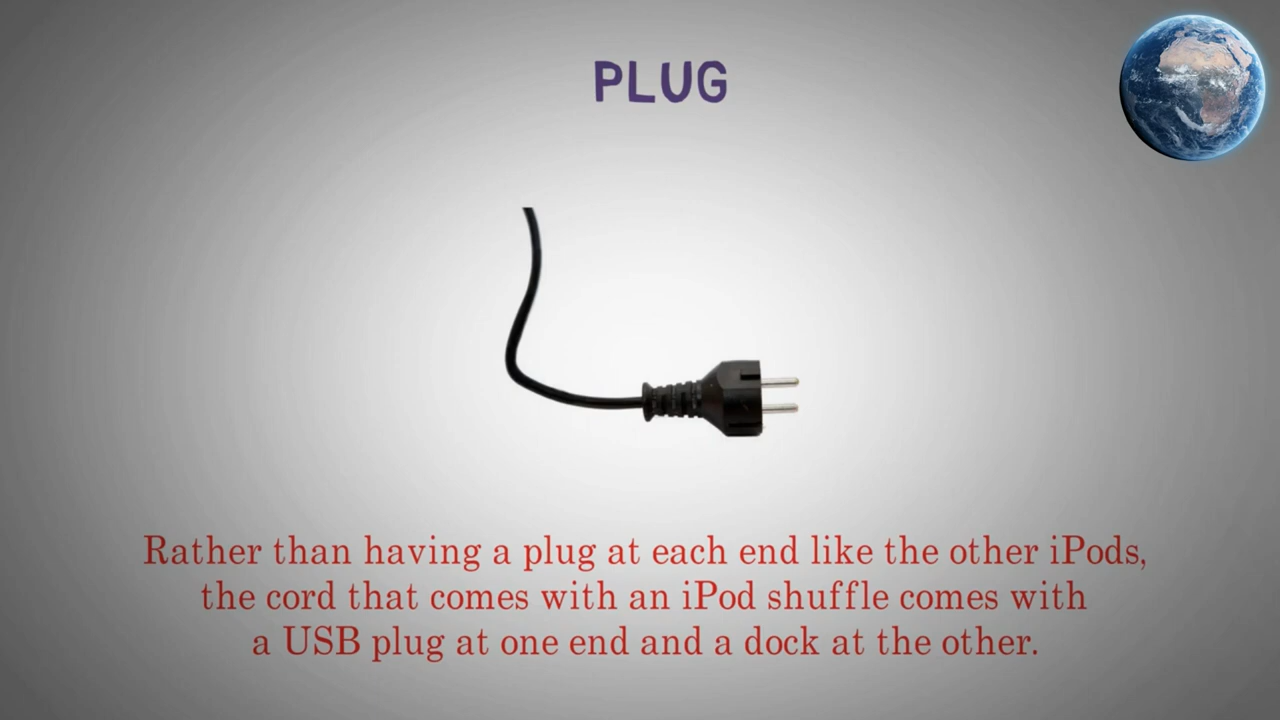 PLUG
Rather than having a plug at each end like the other iPods,
the cord that comes with an iPod shuffle comes with
a USB plug at one end and a dock at the other.